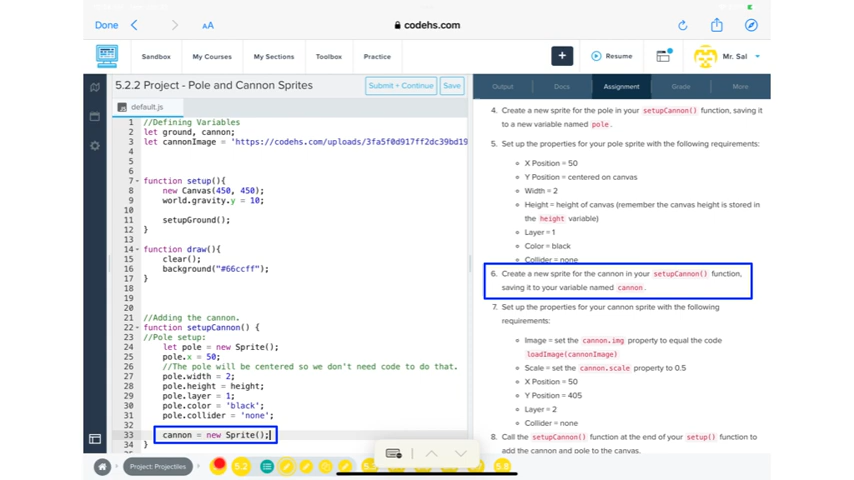 Done
AA
codehs.com
Sandbox
My Courses
My Sections
Toolbox
Practice
+
Resume
Mr. Sal
5.2.2 Project - Pole and Cannon Sprites
Submit + Continue
Save
Output
Docs
Assignment
Grade
More
default.js
1 //Defining Variables
2 let ground, cannon;
3 let cannonImage = 'https://codehs.com/uploads/3fa5f0d917ff2dc39bd19
4
5
6
7 function setup(){
8 new Canvas(450, 450);
9 world.gravity.y = 10;
10
11 setupGround();
12 }
13
14 function draw(){
15 clear();
16 background("#66ccff");
17 }
18
19
20
21 //Adding the cannon.
22 function setupCannon() {
23 //Pole setup:
24 let pole = new Sprite();
25 pole.x = 50;
26 //The pole will be centered so we don't need code to do that.
27 pole.width = 2;
28 pole.height = height;
29 pole.layer = 1;
30 pole.color = 'black';
31 pole.collider = 'none';
32
33 cannon = new Sprite();
34 }
4. Create a new sprite for the pole in your setupCannon() function, saving it
to a new variable named pole.
5. Set up the properties for your pole sprite with the following requirements:
X Position = 50
Y Position = centered on canvas
Width = 2
Height = height of canvas (remember the canvas height is stored in
the height variable)
Layer = 1
Color = black
Collider = none
6. Create a new sprite for the cannon in your setupCannon() function,
saving it to your variable named cannon.
7. Set up the properties for your cannon sprite with the following
requirements:
Image = set the cannon.img property to equal the code
loadImage(cannonImage)
Scale = set the cannon.scale property to 0.5
X Position = 50
Y Position = 405
Layer = 2
Collider = none
8. Call the setupCannon() function at the end of your setup() function to
add the cannon and pole to the canvas.
Project: Projectiles
5.2